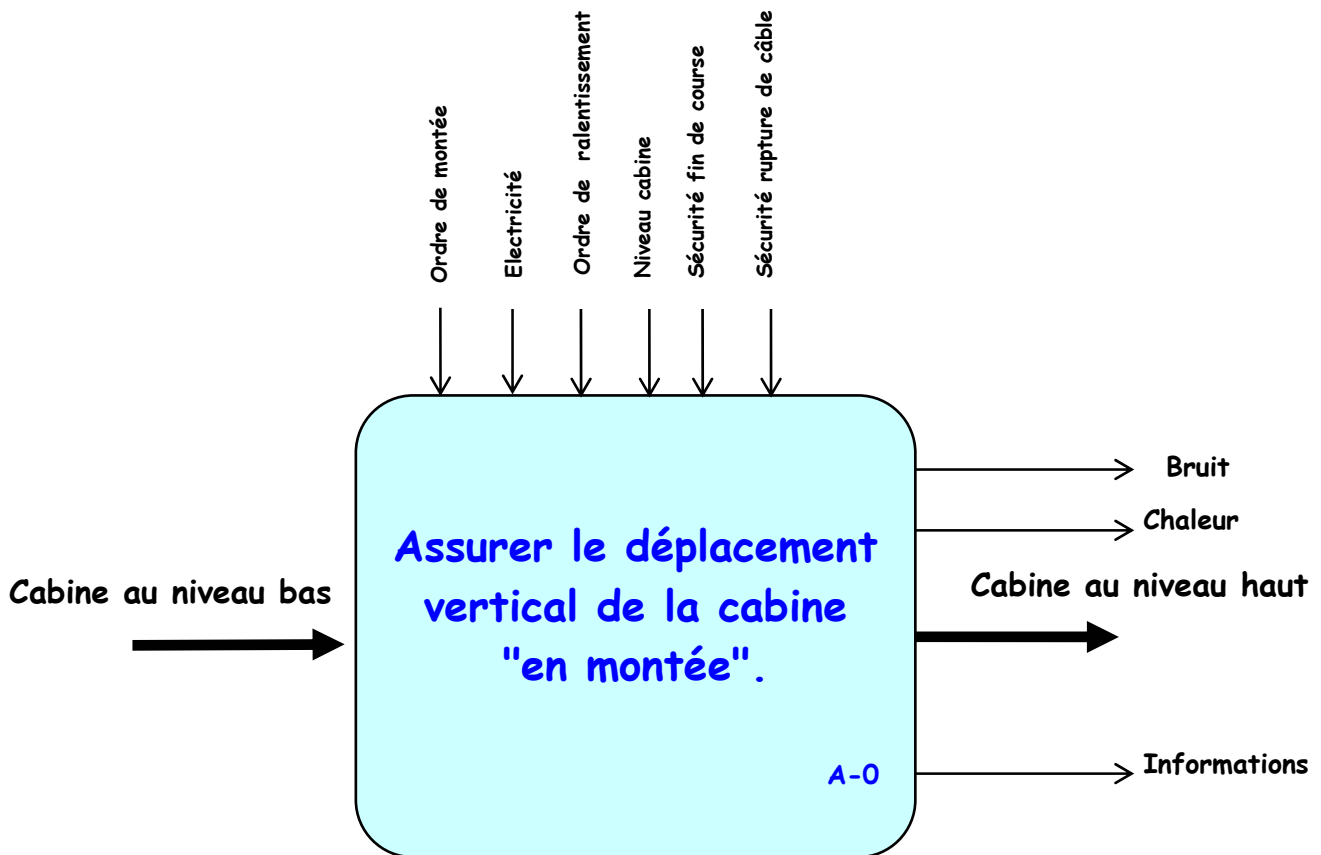 Ordre de montée
Electricité
Ordre de ralentissement
Niveau cabine
Sécurité fin de course
Sécurité rupture de câble
Bruit
Chaleur
Cabine au niveau bas
Assurer le déplacement
vertical de la cabine
"en montée".
Cabine au niveau haut
A-0
Informations